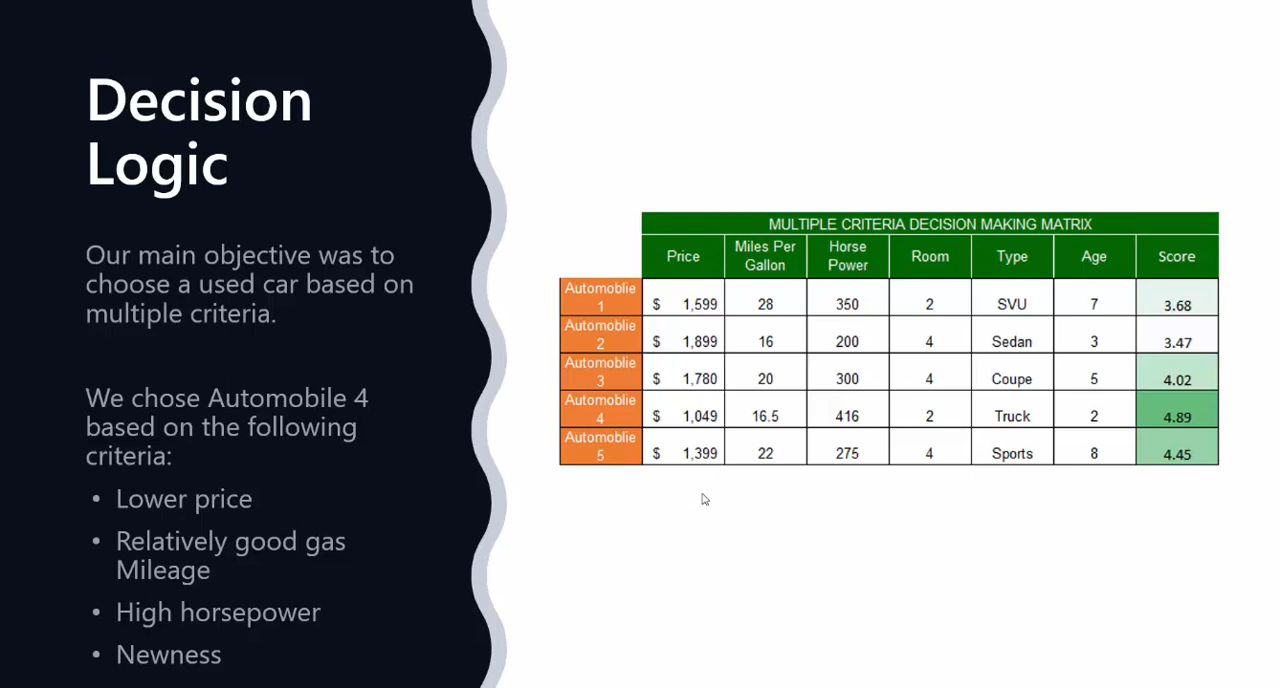 Decision
Logic
Our main objective was to
choose a used car based on
multiple criteria.
We chose Automobile 4
based on the following
criteria:
• Lower price
• Relatively good gas
Mileage
• High horsepower
• Newness
MULTIPLE CRITERIA DECISION MAKING MATRIX
Price Miles Per Gallon Horse Power Room Type Age Score
Automoblie 1 $ 1,599 28 350 2 SVU 7 3.68
Automoblie 2 $ 1,899 16 200 4 Sedan 3 3.47
Automoblie 3 $ 1,780 20 300 4 Coupe 5 4.02
Automoblie 4 $ 1,049 16.5 416 2 Truck 2 4.89
Automoblie 5 $ 1,399 22 275 4 Sports 8 4.45